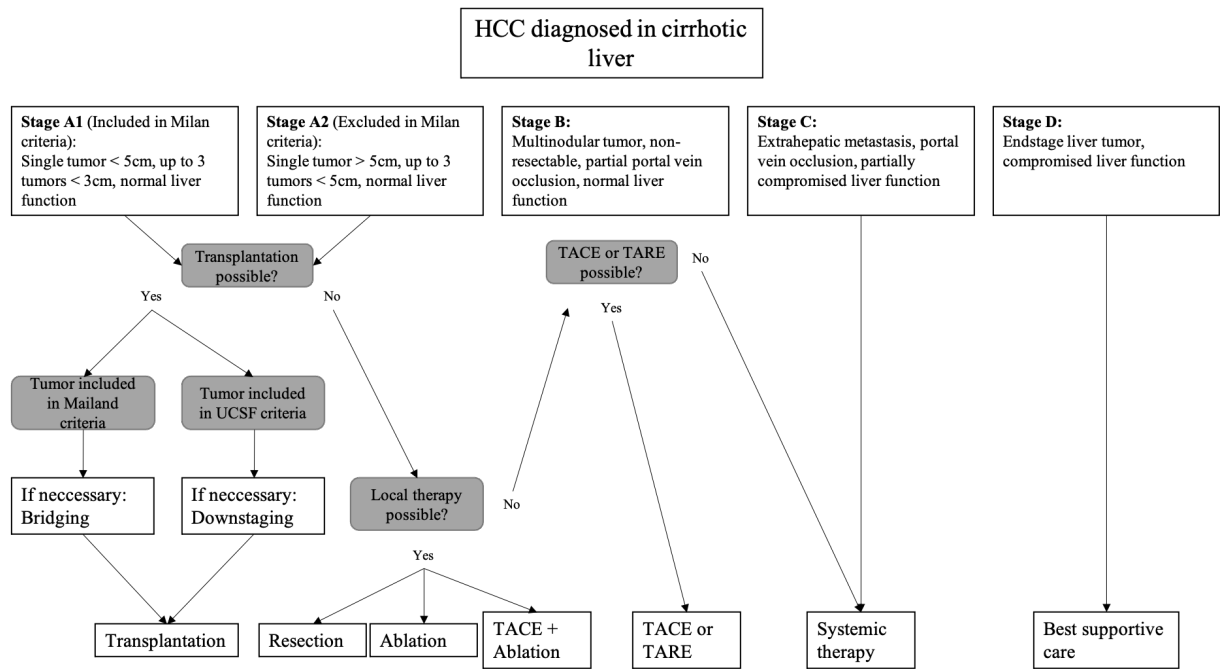 HCC diagnosed in cirrhotic
liver
Stage A1 (Included in Milan
criteria):
Single tumor < 5cm, up to 3
tumors < 3cm, normal liver
function
Stage A2 (Excluded in Milan
criteria):
Single tumor > 5cm, up to 3
tumors < 5cm, normal liver
function
Stage B:
Multinodular tumor, non-
resectable, partial portal vein
occlusion, normal liver
function
Stage C:
Extrahepatic metastasis, portal
vein occlusion, partially
compromised liver function
Stage D:
Endstage liver tumor,
compromised liver function
Transplantation
possible?
TACE or TARE
possible?
No
Yes
No
Yes
Tumor included
in Mailand
criteria
Tumor included
in UCSF criteria
If neccessary:
Bridging
If neccessary:
Downstaging
Local therapy
possible?
No
Yes
Transplantation
Resection
Ablation
TACE +
Ablation
TACE or
TARE
Systemic
therapy
Best supportive
care